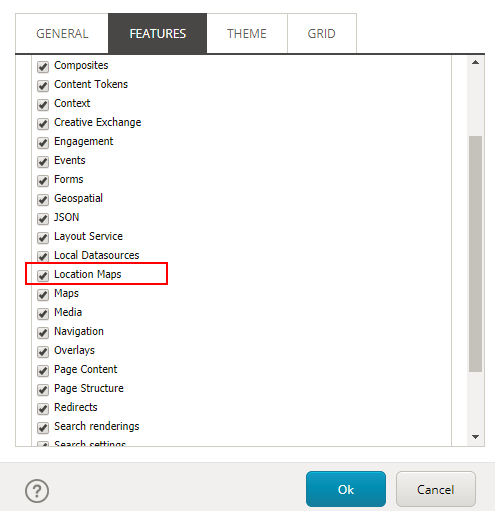 GENERAL FEATURES THEME GRID
Composites
Content Tokens
Context
Creative Exchange
Engagement
Events
Forms
Geospatial
JSON
Layout Service
Local Datasources
Location Maps
Maps
Media
Navigation
Overlays
Page Content
Page Structure
Redirects
Search renderings
Search settings
? Ok Cancel